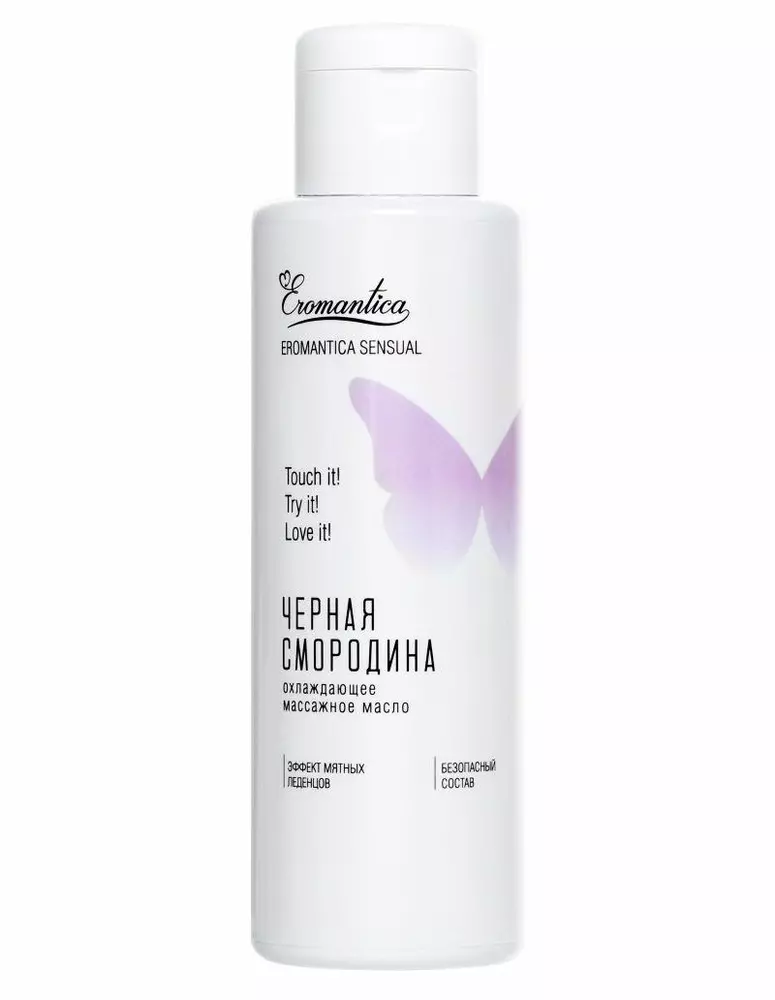 Eromantica
EROMANTICA SENSUAL
Touch it!
Try it!
Love it!
ЧЕРНАЯ
СМОРОДИНА
охлаждающее
массажное масло
ЭФФЕКТ МЯТНЫХ
ЛЕДЕНЦОВ
БЕЗОПАСНЫЙ
СОСТАВ